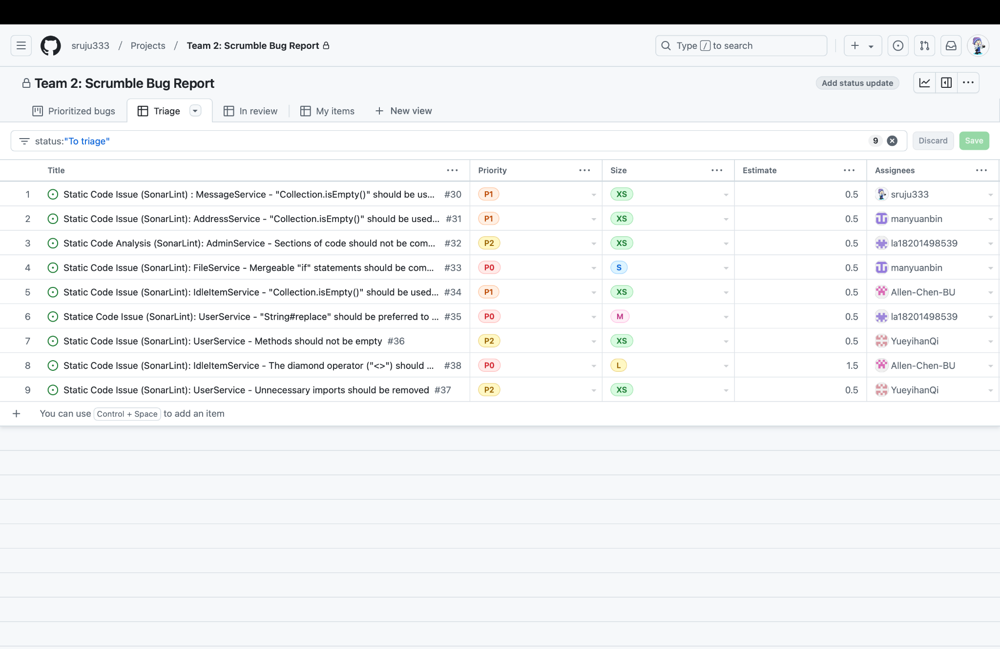 sruju333 / Projects / Team 2: Scrumble Bug Report
Type / to search
Team 2: Scrumble Bug Report
Add status update
Prioritized bugs
Triage
In review
My items
+ New view
status:"To triage"
9
Discard
Save
Title Priority Size Estimate Assignees
1 Static Code Issue (SonarLint) : MessageService - "Collection.isEmpty()" should be us... #30 P1 XS 0.5 sruju333
2 Static Code Issue (SonarLint): AddressService - "Collection.isEmpty()" should be used... #31 P1 XS 0.5 manyuanbin
3 Static Code Analysis (SonarLint): AdminService - Sections of code should not be com... #32 P2 XS 0.5 la18201498539
4 Static Code Issue (SonarLint): FileService - Mergeable "if" statements should be com... #33 P0 S 0.5 manyuanbin
5 Static Code Issue (SonarLint): IdleItemService - "Collection.isEmpty()" should be used... #34 P1 XS 0.5 Allen-Chen-BU
6 Statice Code Issue (SonarLint): UserService - "String#replace" should be preferred to ... #35 P0 M 0.5 la18201498539
7 Static Code Issue (SonarLint): UserService - Methods should not be empty #36 P2 XS 0.5 YueyihanQi
8 Static Code Issue (SonarLint): IdleItemService - The diamond operator ("<>") should ... #38 P0 L 1.5 Allen-Chen-BU
9 Static Code Issue (SonarLint): UserService - Unnecessary imports should be removed #37 P2 XS 0.5 YueyihanQi
+ You can use Control + Space to add an item